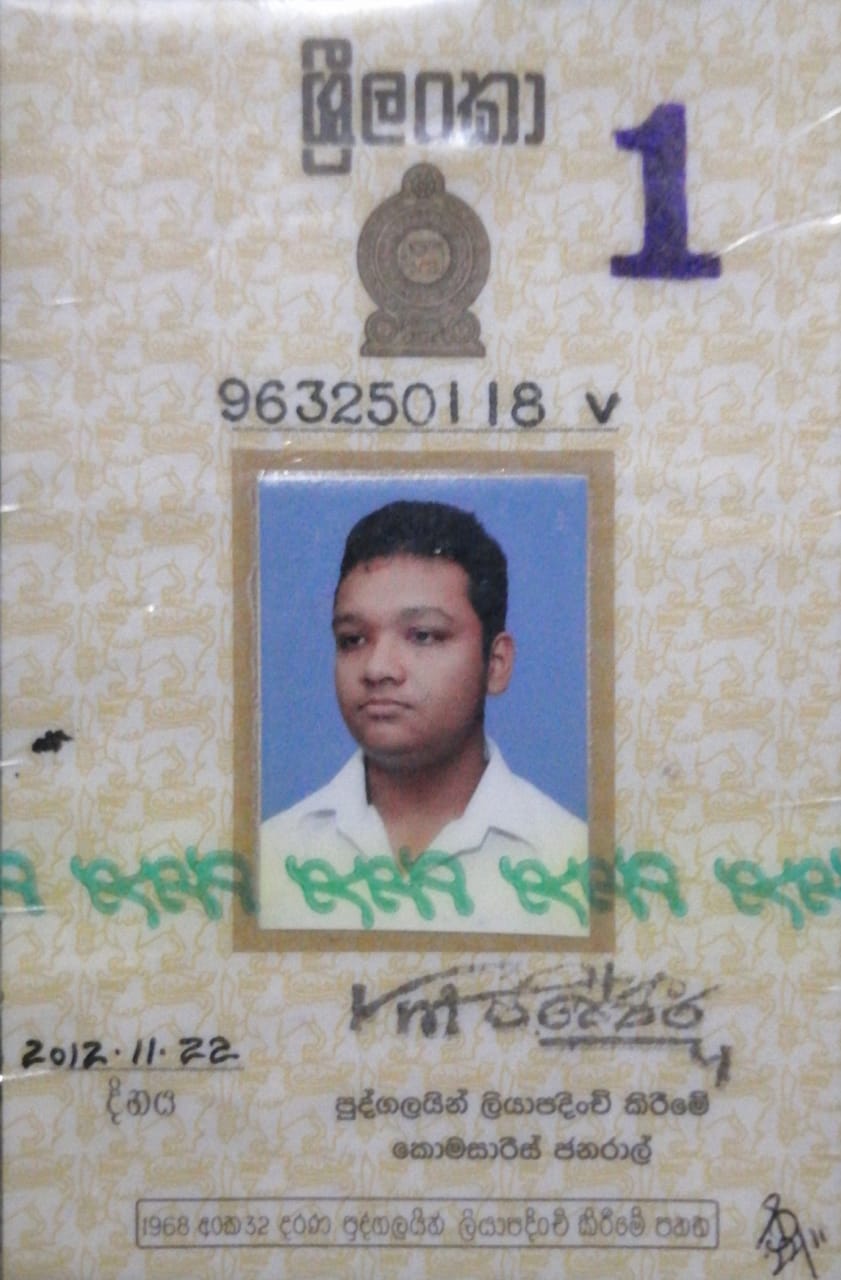 ශ්‍රී ලංකා
1
963250118 V
2012.11.22
දිනය
පුද්ගලයින් ලියාපදිංචි කිරීමේ
කොමසාරිස් ජනරාල්
1968 අංක 32 දරණ පුද්ගලයින් ලියාපදිංචි කිරීමේ පනත